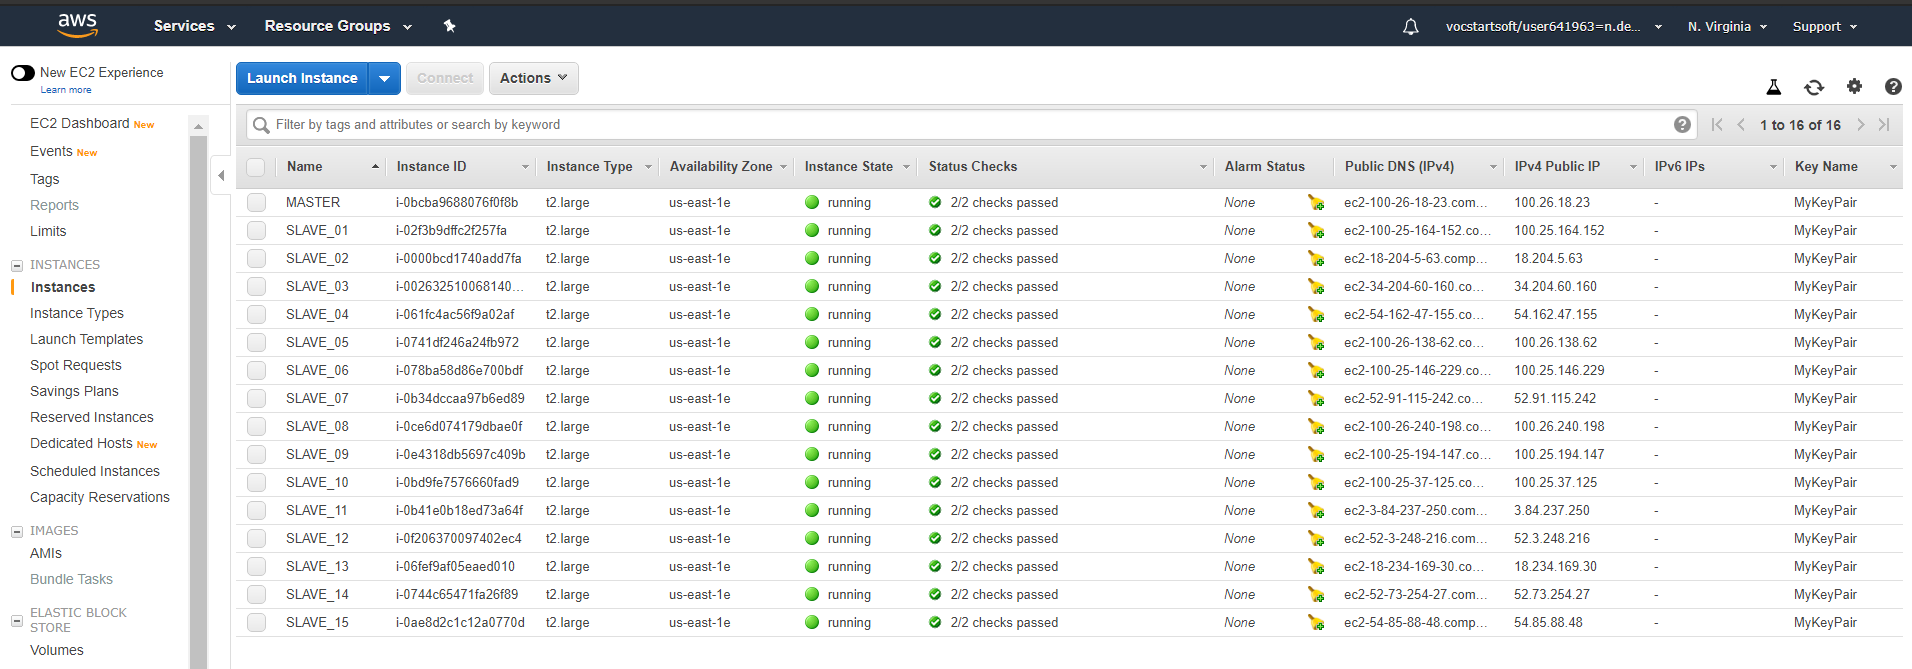 aws Services Resource Groups vocstartsoft/user641963=n.de... N. Virginia Support
New EC2 Experience
Learn more
EC2 Dashboard New
Events New
Tags
Reports
Limits
INSTANCES
Instances
Instance Types
Launch Templates
Spot Requests
Savings Plans
Reserved Instances
Dedicated Hosts New
Scheduled Instances
Capacity Reservations
IMAGES
AMIs
Bundle Tasks
ELASTIC BLOCK
STORE
Volumes
Launch Instance Connect Actions
Filter by tags and attributes or search by keyword 1 to 16 of 16
Name Instance ID Instance Type Availability Zone Instance State Status Checks Alarm Status Public DNS (IPv4) IPv4 Public IP IPv6 IPs Key Name
MASTER i-0bcba9688076f0f8b t2.large us-east-1e running 2/2 checks passed None ec2-100-26-18-23.com... 100.26.18.23 - MyKeyPair
SLAVE_01 i-02f3b9dffc2f257fa t2.large us-east-1e running 2/2 checks passed None ec2-100-25-164-152.co... 100.25.164.152 - MyKeyPair
SLAVE_02 i-0000bcd1740add7fa t2.large us-east-1e running 2/2 checks passed None ec2-18-204-5-63.comp... 18.204.5.63 - MyKeyPair
SLAVE_03 i-002632510068140... t2.large us-east-1e running 2/2 checks passed None ec2-34-204-60-160.co... 34.204.60.160 - MyKeyPair
SLAVE_04 i-061fc4ac56f9a02af t2.large us-east-1e running 2/2 checks passed None ec2-54-162-47-155.co... 54.162.47.155 - MyKeyPair
SLAVE_05 i-0741df246a24fb972 t2.large us-east-1e running 2/2 checks passed None ec2-100-26-138-62.co... 100.26.138.62 - MyKeyPair
SLAVE_06 i-078ba58d86e700bdf t2.large us-east-1e running 2/2 checks passed None ec2-100-25-146-229.co... 100.25.146.229 - MyKeyPair
SLAVE_07 i-0b34dccaa97b6ed89 t2.large us-east-1e running 2/2 checks passed None ec2-52-91-115-242.co... 52.91.115.242 - MyKeyPair
SLAVE_08 i-0ce6d074179dbae0f t2.large us-east-1e running 2/2 checks passed None ec2-100-26-240-198.co... 100.26.240.198 - MyKeyPair
SLAVE_09 i-0e4318db5697c409b t2.large us-east-1e running 2/2 checks passed None ec2-100-25-194-147.co... 100.25.194.147 - MyKeyPair
SLAVE_10 i-0bd9fe7576660fad9 t2.large us-east-1e running 2/2 checks passed None ec2-100-25-37-125.co... 100.25.37.125 - MyKeyPair
SLAVE_11 i-0b41e0b18ed73a64f t2.large us-east-1e running 2/2 checks passed None ec2-3-84-237-250.com... 3.84.237.250 - MyKeyPair
SLAVE_12 i-0f206370097402ec4 t2.large us-east-1e running 2/2 checks passed None ec2-52-3-248-216.com... 52.3.248.216 - MyKeyPair
SLAVE_13 i-06fef9af05eaed010 t2.large us-east-1e running 2/2 checks passed None ec2-18-234-169-30.co... 18.234.169.30 - MyKeyPair
SLAVE_14 i-0744c65471fa26f89 t2.large us-east-1e running 2/2 checks passed None ec2-52-73-254-27.com... 52.73.254.27 - MyKeyPair
SLAVE_15 i-0ae8d2c1c12a0770d t2.large us-east-1e running 2/2 checks passed None ec2-54-85-88-48.comp... 54.85.88.48 - MyKeyPair